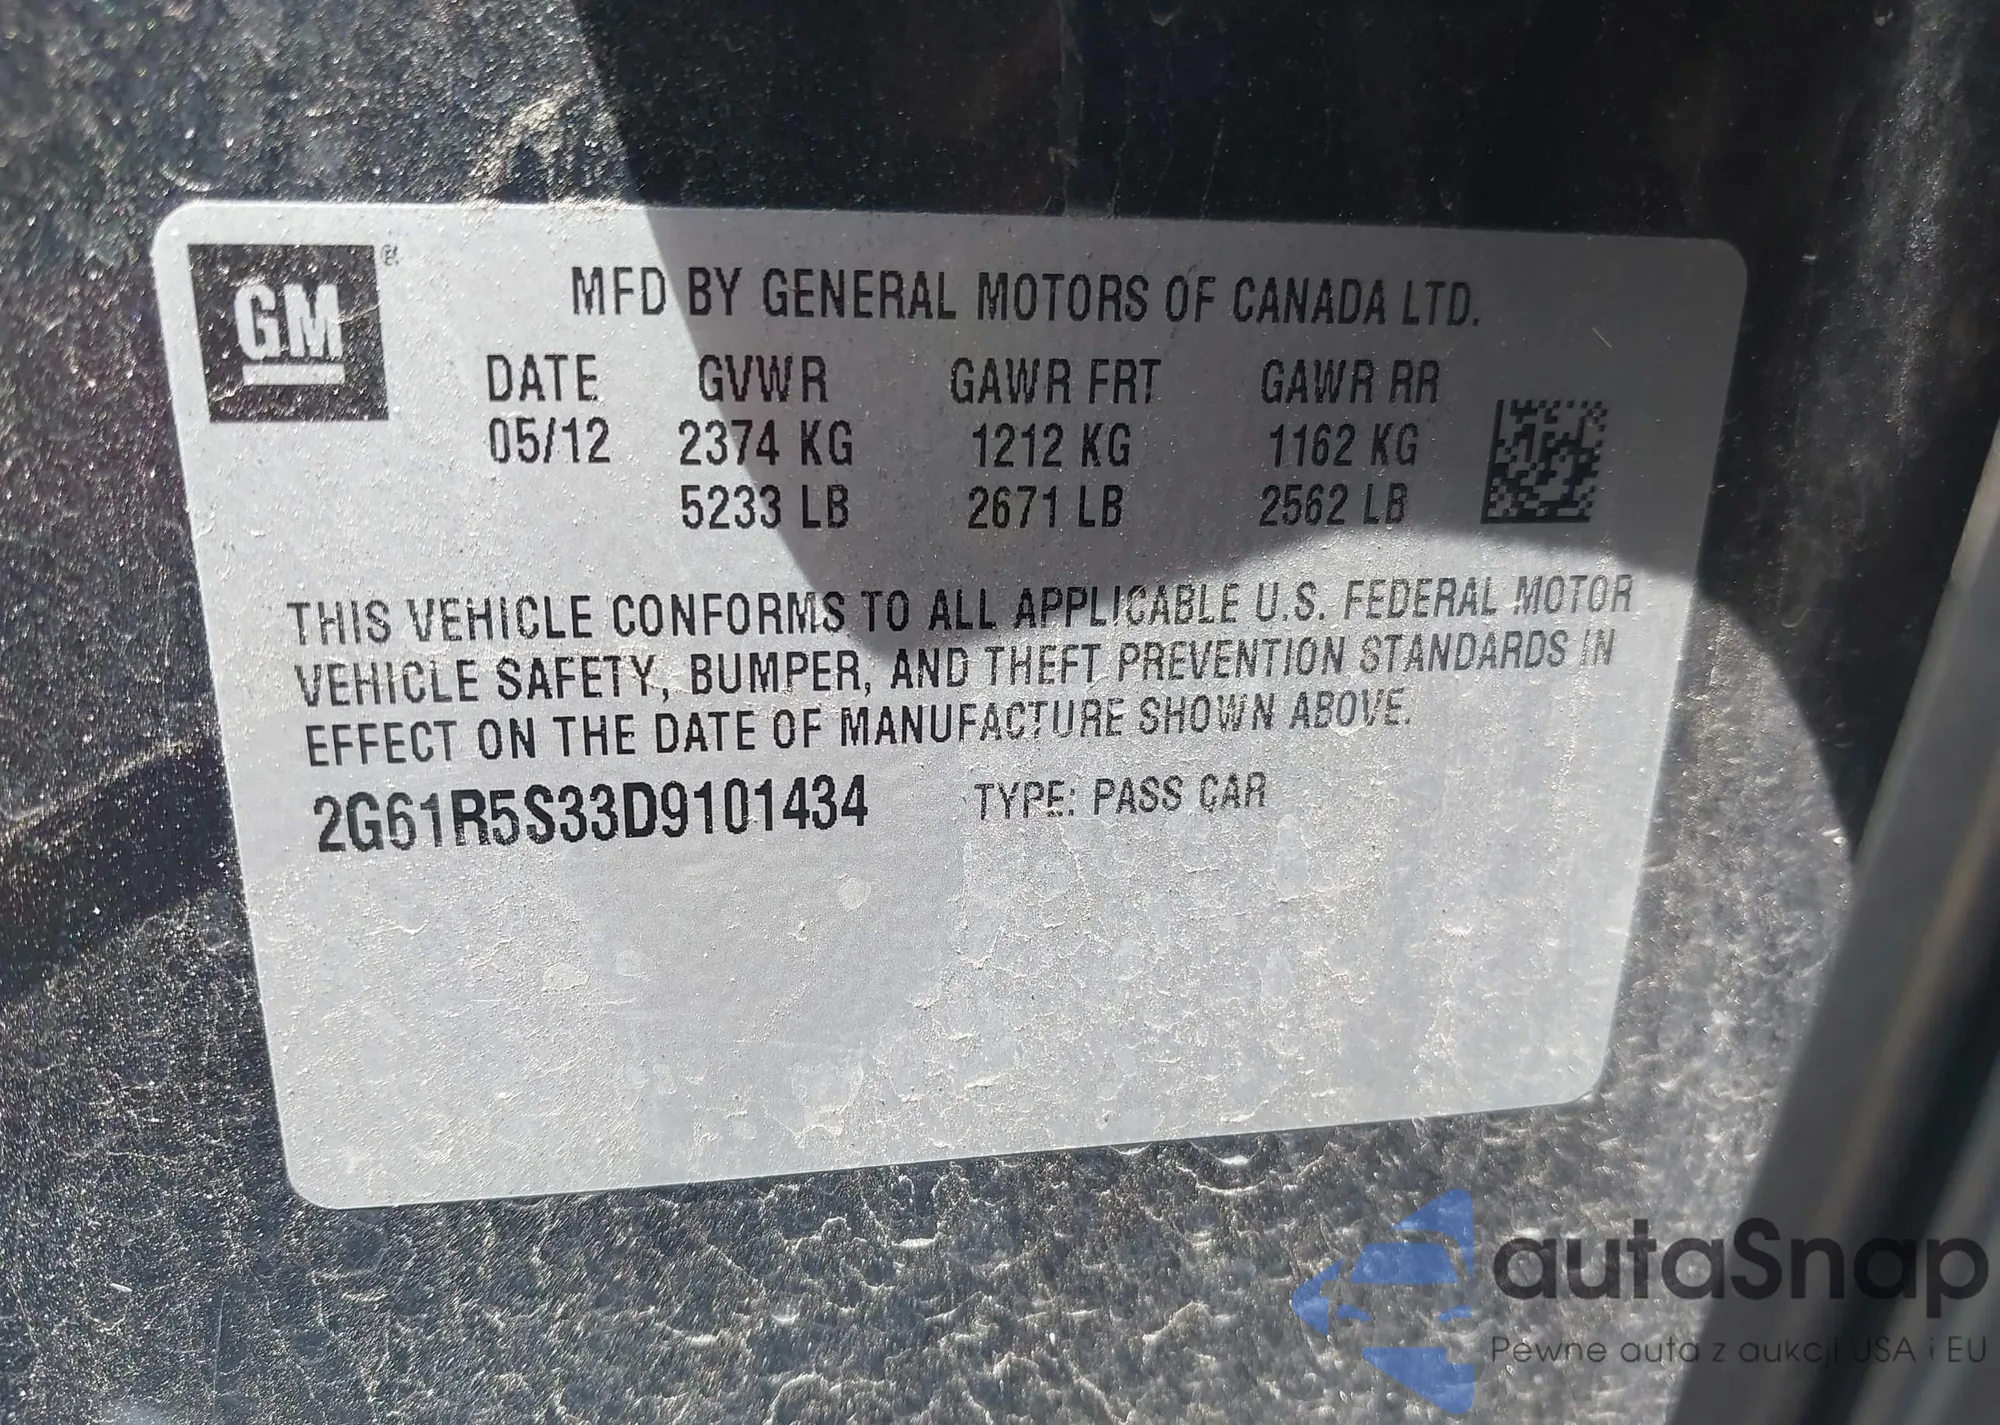 GM®
MFD BY GENERAL MOTORS OF CANADA LTD.
DATE GVWR GAWR FRT GAWR RR
05/12 2374 KG 1212 KG 1162 KG
5233 LB 2671 LB 2562 LB
THIS VEHICLE CONFORMS TO ALL APPLICABLE U.S. FEDERAL MOTOR
VEHICLE SAFETY, BUMPER, AND THEFT PREVENTION STANDARDS IN
EFFECT ON THE DATE OF MANUFACTURE SHOWN ABOVE.
2G61R5S33D9101434 TYPE: PASS CAR
autaSnap
Pewne auta z aukcji USA i EU